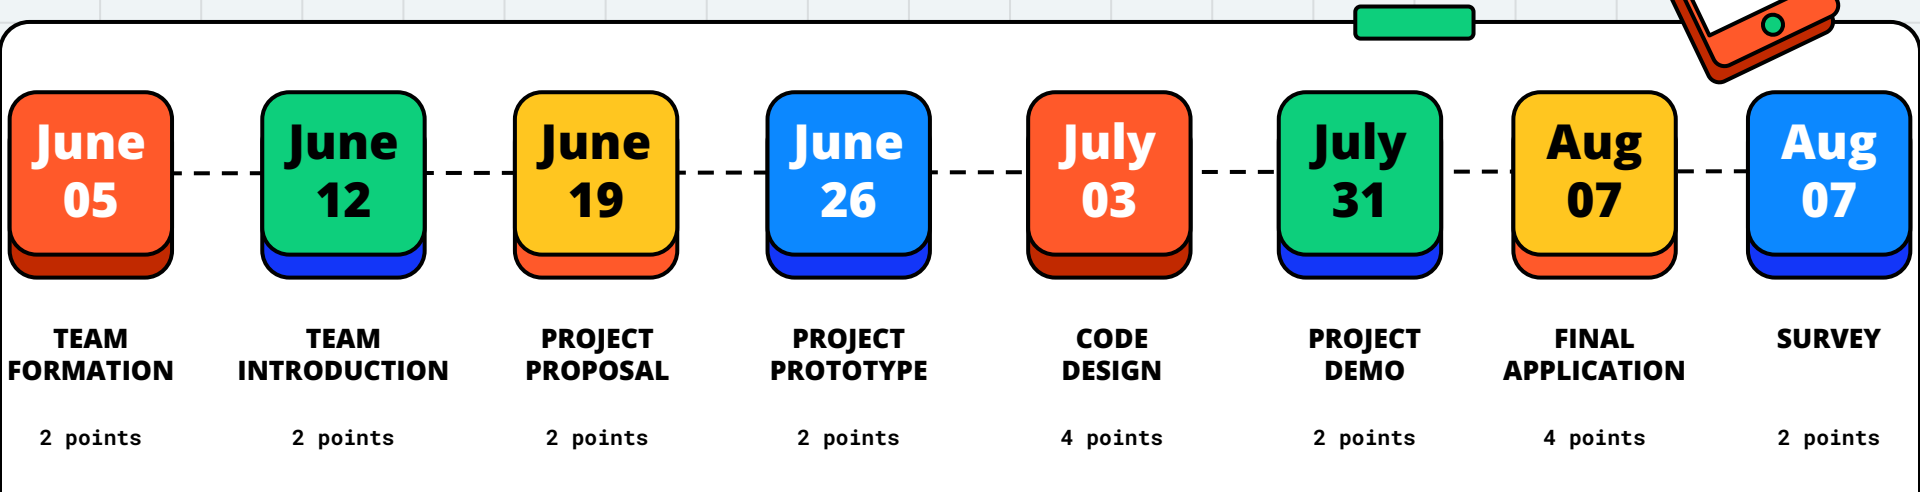 June
05
June
12
June
19
June
26
July
03
July
31
Aug
07
Aug
07
TEAM
FORMATION
TEAM
INTRODUCTION
PROJECT
PROPOSAL
PROJECT
PROTOTYPE
CODE
DESIGN
PROJECT
DEMO
FINAL
APPLICATION
SURVEY
2 points
2 points
2 points
2 points
4 points
2 points
4 points
2 points